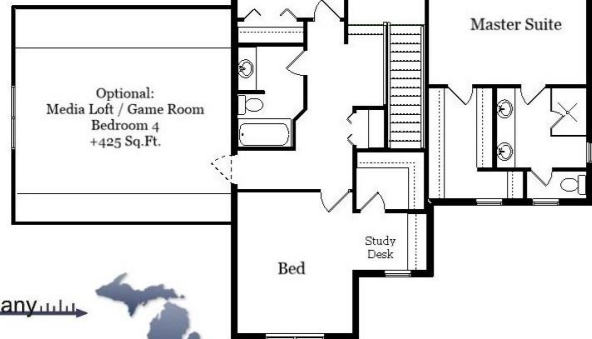 Master Suite
Optional:
Media Loft / Game Room
Bedroom 4
+425 Sq.Ft.
Study
Desk
Bed
any